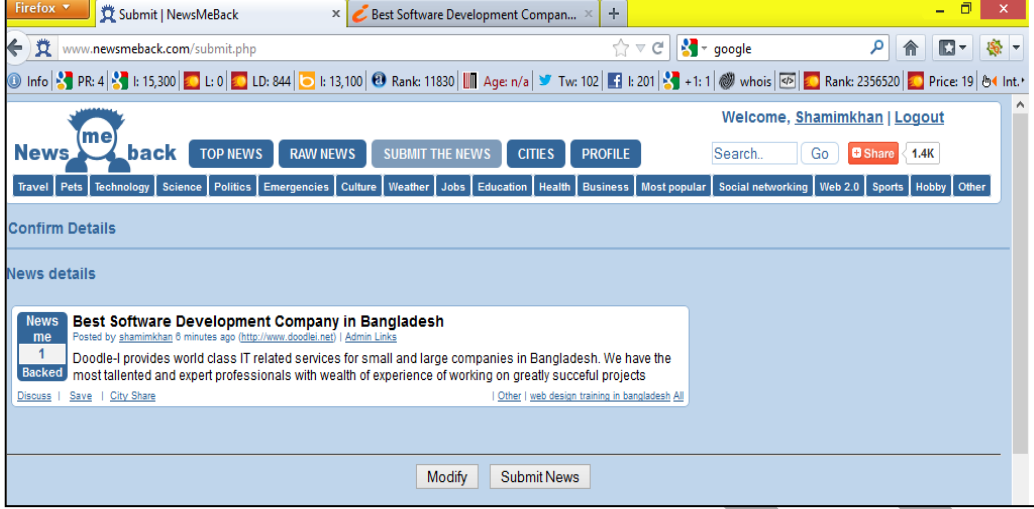 Firefox
Submit | NewsMeBack × Best Software Development Compan... × +
www.newsmeback.com/submit.php google
Info | PR: 4 | I: 15,300 | L: 0 | LD: 844 | I: 13,100 | Rank: 11830 | Age: n/a | Tw: 102 | I: 201 | +1: 1 | whois | Rank: 2356520 | Price: 19 | Int.
Welcome, Shamimkhan | Logout
News me back TOP NEWS RAW NEWS SUBMIT THE NEWS CITIES PROFILE Search.. Go Share 1.4K
Travel Pets Technology Science Politics Emergencies Culture Weather Jobs Education Health Business Most popular Social networking Web 2.0 Sports Hobby Other
Confirm Details
News details
News me 1 Backed
Best Software Development Company in Bangladesh
Posted by shamimkhan 6 minutes ago (http://www.doodlei.net) | Admin Links
Doodle-I provides world class IT related services for small and large companies in Bangladesh. We have the
most tallented and expert professionals with wealth of experience of working on greatly succeful projects
Discuss | Save | City Share | Other | web design training in bangladesh All
Modify Submit News